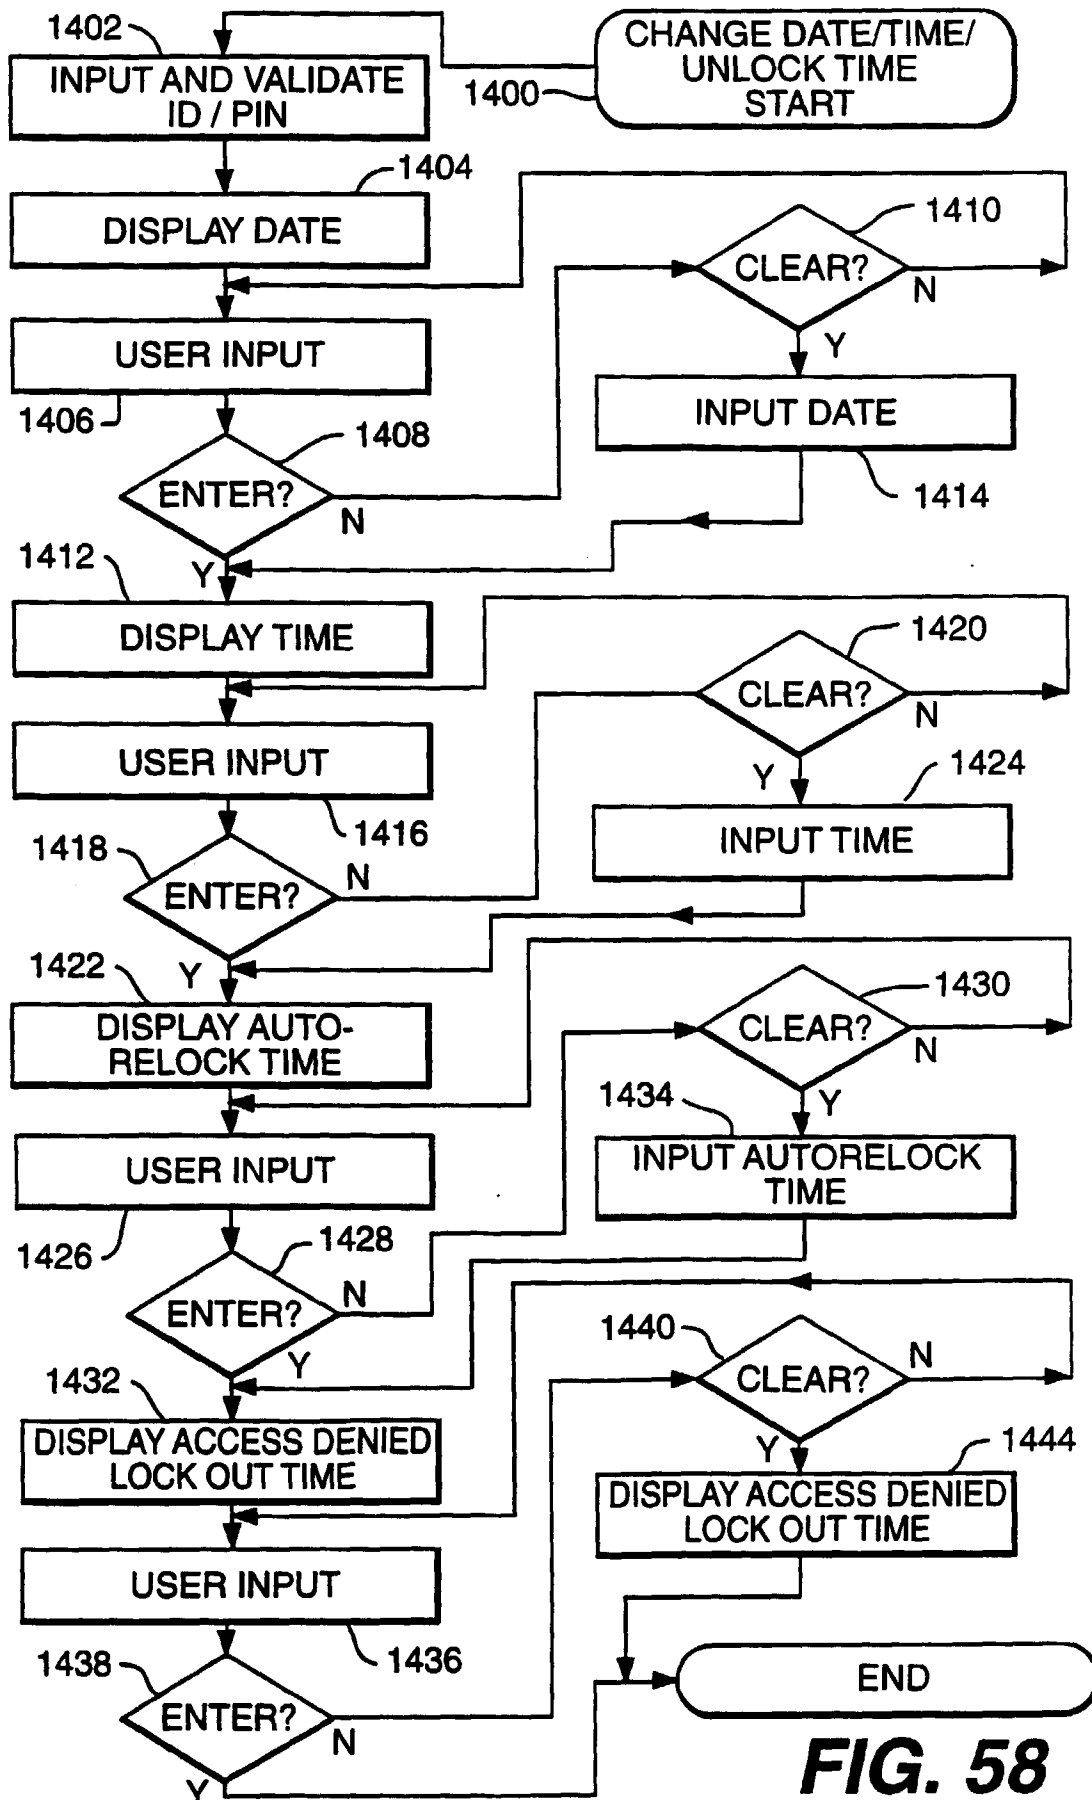 1402
CHANGE DATE/TIME/
UNLOCK TIME
START
1400
INPUT AND VALIDATE
ID / PIN
1404
DISPLAY DATE
1410
CLEAR?
N
Y
USER INPUT
1406
INPUT DATE
1414
1408
ENTER?
N
Y
1412
DISPLAY TIME
1420
CLEAR?
N
Y
USER INPUT
1416
1424
INPUT TIME
1418
ENTER?
N
Y
1422
DISPLAY AUTO-
RELOCK TIME
1430
CLEAR?
N
Y
1434
INPUT AUTORELOCK
TIME
USER INPUT
1426
1428
ENTER?
N
Y
1432
DISPLAY ACCESS DENIED
LOCK OUT TIME
1440
CLEAR?
N
Y
1444
DISPLAY ACCESS DENIED
LOCK OUT TIME
USER INPUT
1436
1438
ENTER?
N
Y
END
FIG. 58